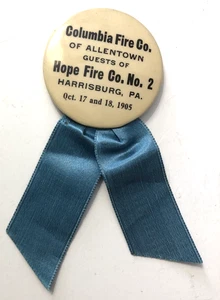 Columbia Fire Co.
OF ALLENTOWN
GUESTS OF
Hope Fire Co. No. 2
HARRISBURG, PA.
Oct. 17 and 18, 1905